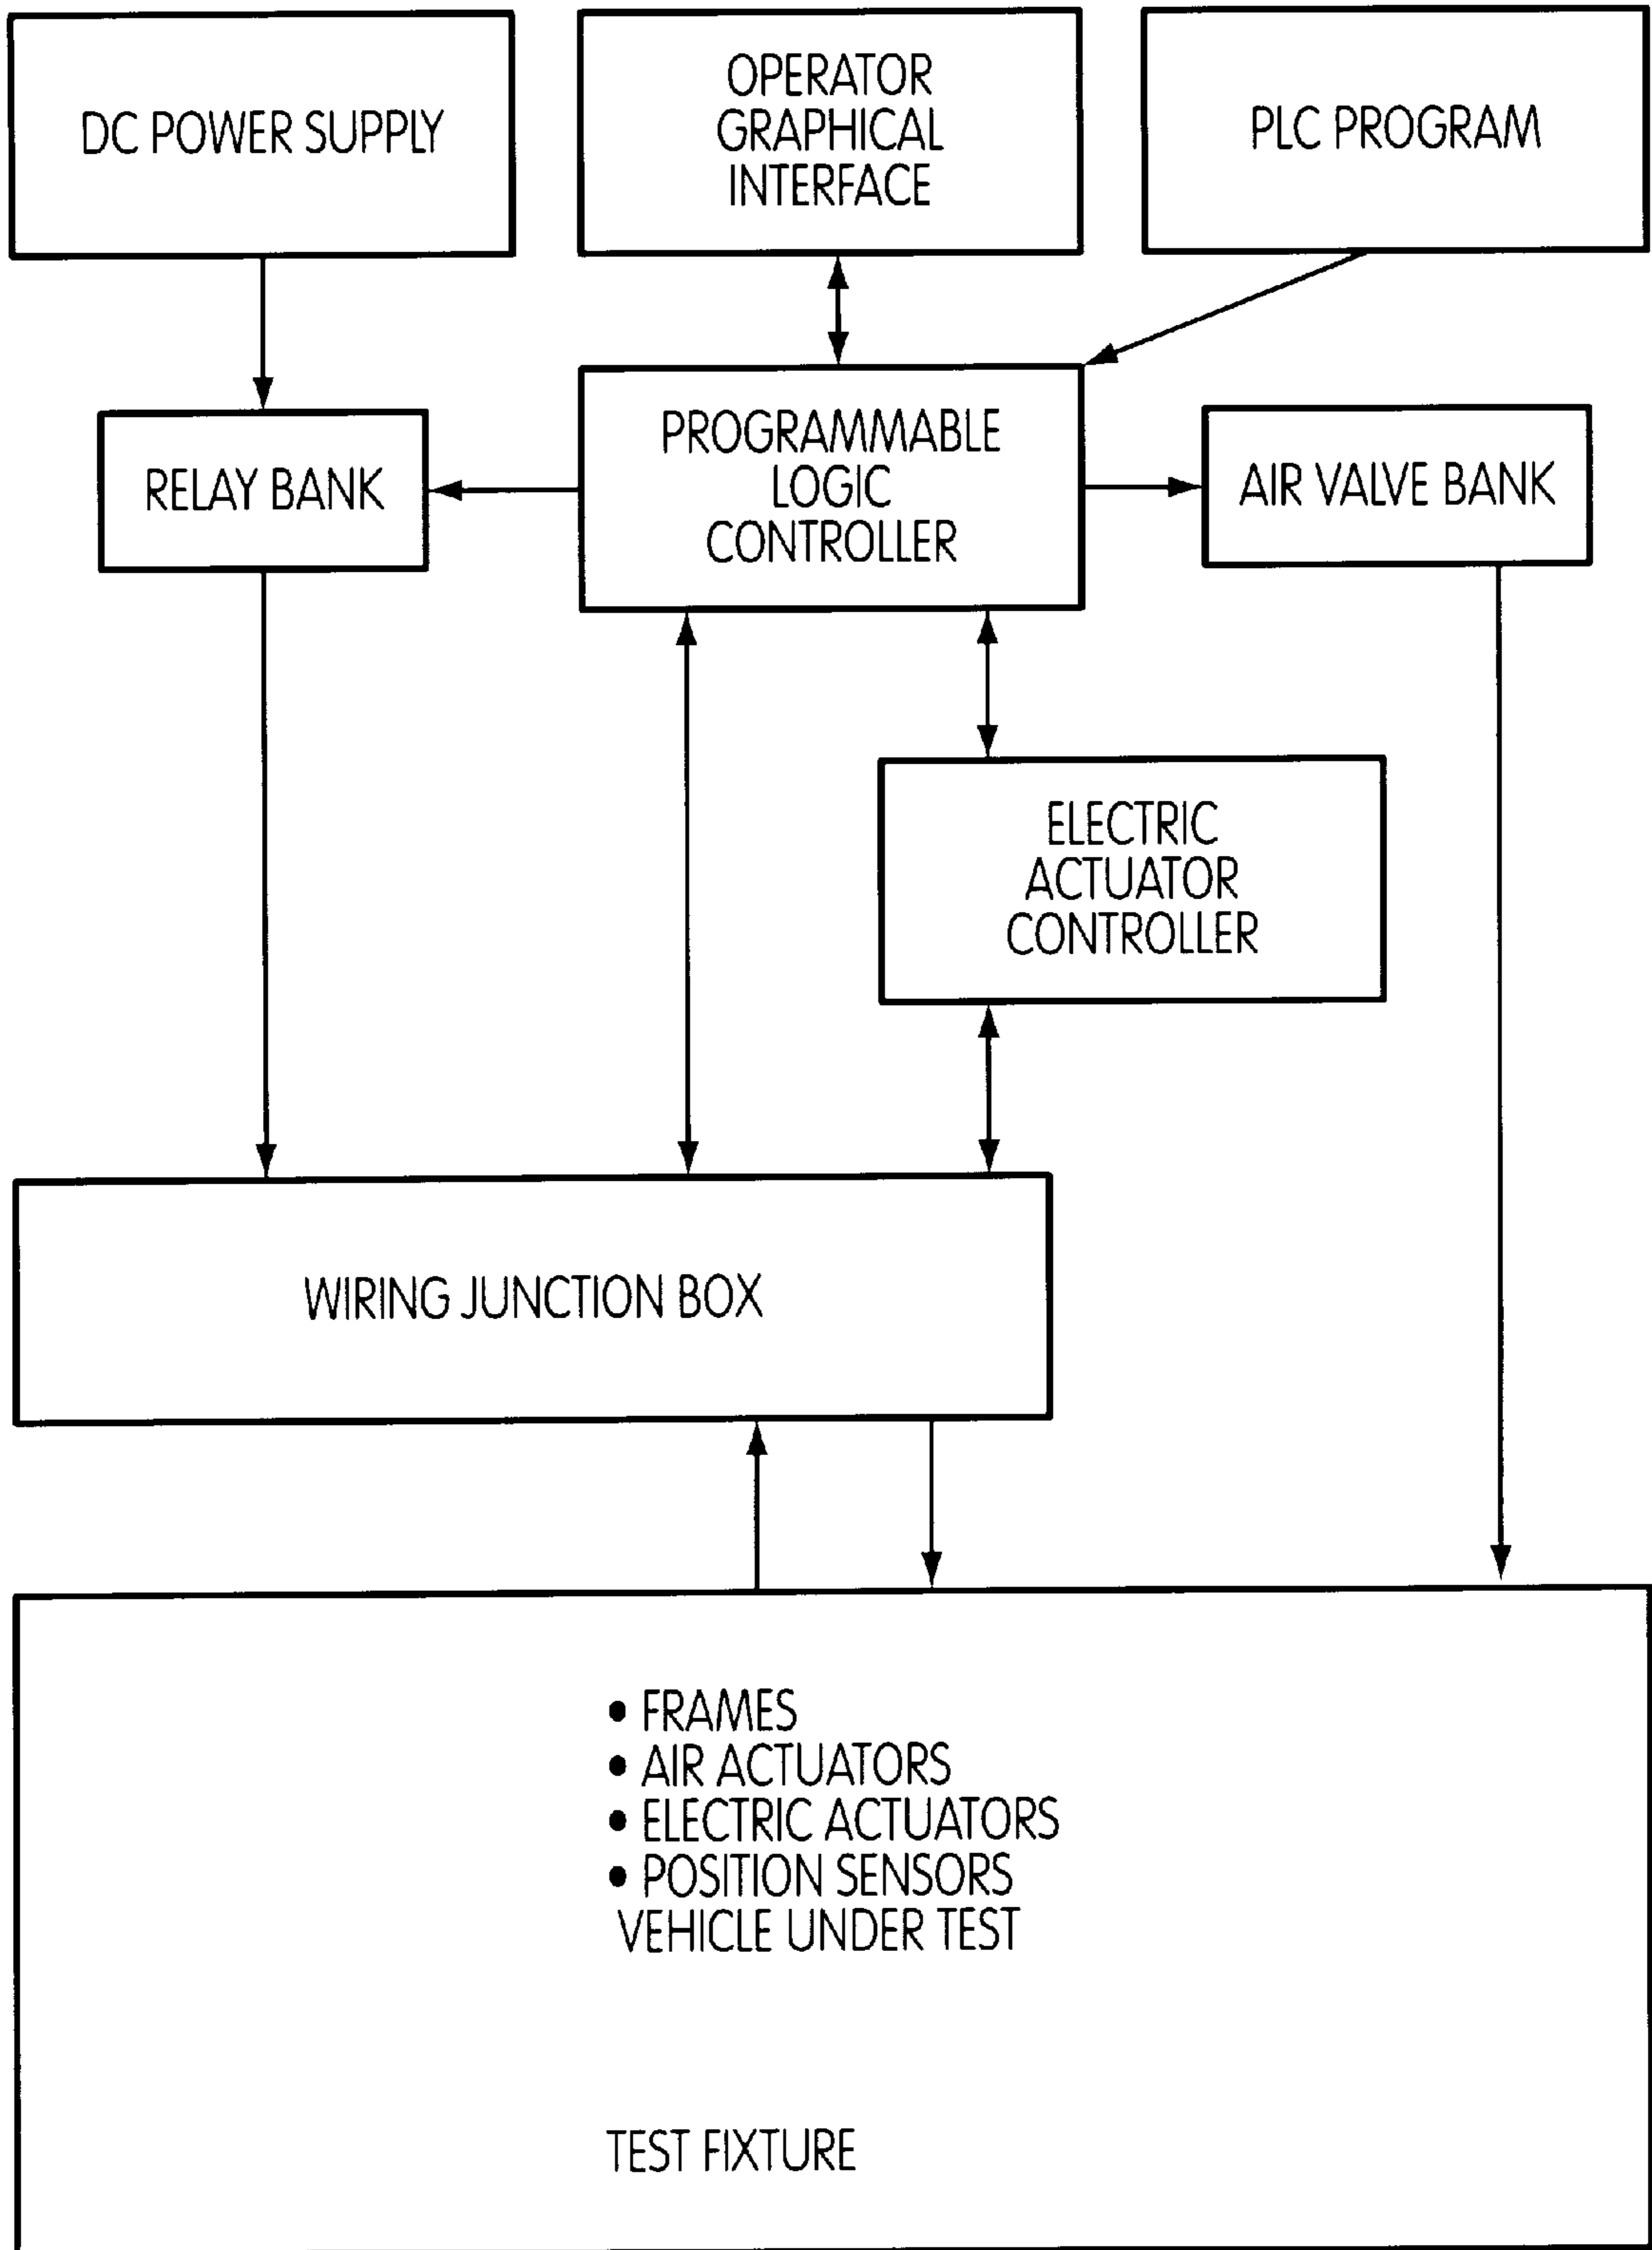 DC POWER SUPPLY
OPERATOR
GRAPHICAL
INTERFACE
PLC PROGRAM
RELAY BANK
PROGRAMMABLE
LOGIC
CONTROLLER
AIR VALVE BANK
ELECTRIC
ACTUATOR
CONTROLLER
WIRING JUNCTION BOX
• FRAMES
• AIR ACTUATORS
• ELECTRIC ACTUATORS
• POSITION SENSORS
VEHICLE UNDER TEST
TEST FIXTURE